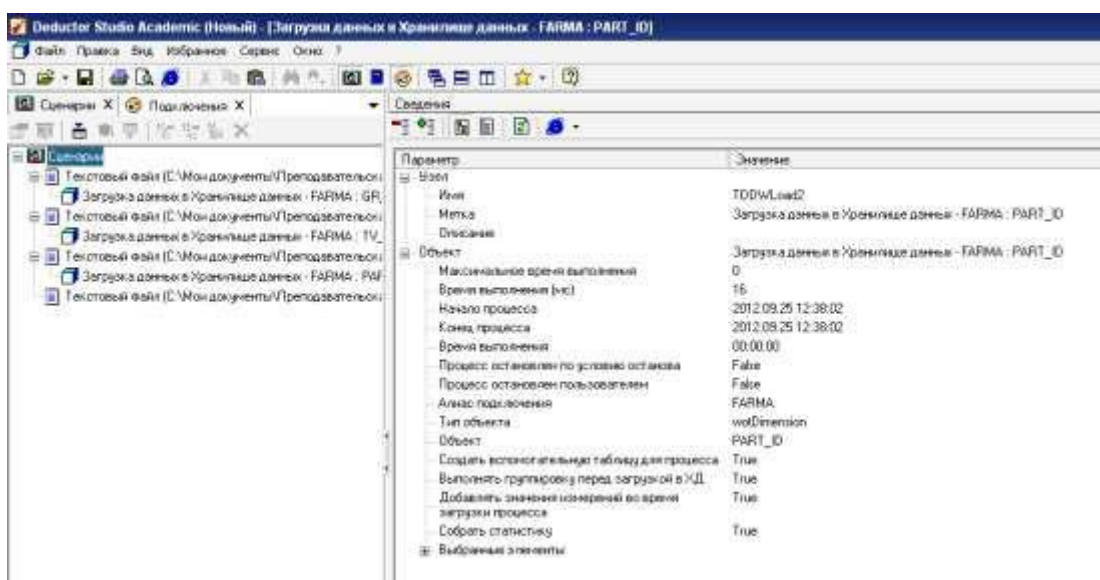 Deductor Studio Academic (Новый) - [Загрузка данных в Хранилище данных - FARMA : PART_ID]
Файл Правка Вид Избранное Сервис Окно ?
Сценарии X Подключения X
Сведения
Сценарии
Текстовый файл (C:\Мои документы\Преподавательск
Загрузка данных в Хранилище данных - FARMA : GR_
Текстовый файл (C:\Мои документы\Преподавательск
Загрузка данных в Хранилище данных - FARMA : TV_
Текстовый файл (C:\Мои документы\Преподавательск
Загрузка данных в Хранилище данных - FARMA : PAR
Текстовый файл (C:\Мои документы\Преподавательск
Параметр Значение
Узел
Имя TDDWLoad2
Метка Загрузка данных в Хранилище данных - FARMA : PART_ID
Описание
Объект Загрузка данных в Хранилище данных - FARMA : PART_ID
Максимальное время выполнения 0
Время выполнения (мс) 16
Начало процесса 2012.09.25 12:38:02
Конец процесса 2012.09.25 12:38:02
Время выполнения 00:00:00
Процесс остановлен по условию останова False
Процесс остановлен пользователем False
Алиас подключения FARMA
Тип объекта wotDimension
Объект PART_ID
Создать вспомогательную таблицу для процесса True
Выполнять группировку перед загрузкой в ХД True
Добавлять значения измерений во время
загрузки процесса True
Собрать статистику True
Выбранные элементы